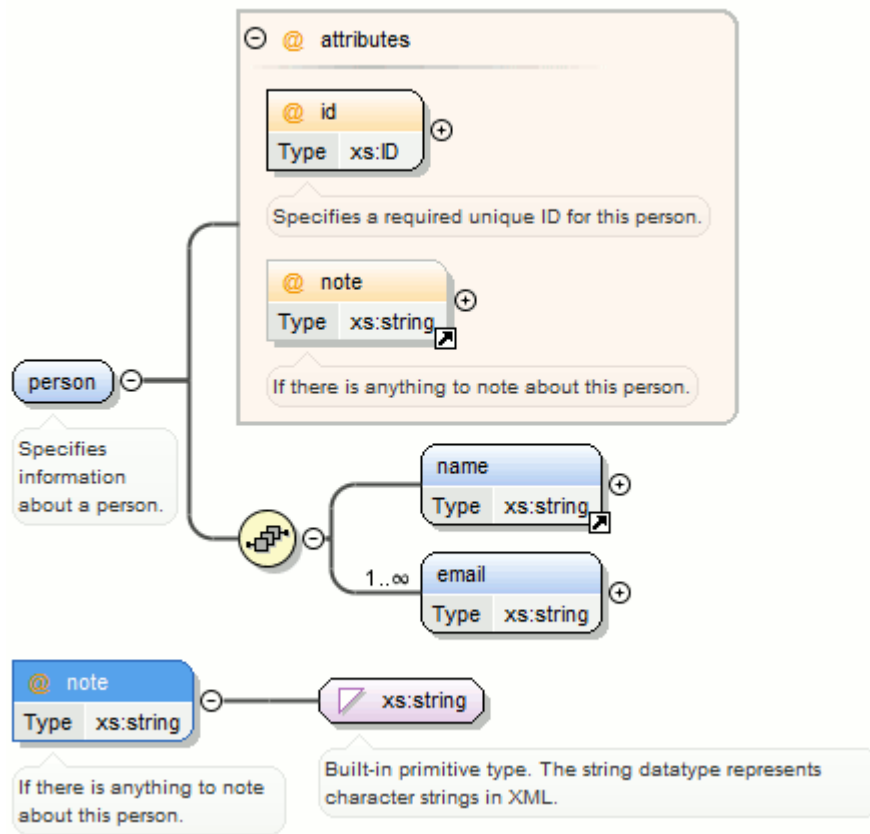 @ attributes
@ id
Type xs:ID
Specifies a required unique ID for this person.
@ note
Type xs:string
If there is anything to note about this person.
person
Specifies
information
about a person.
name
Type xs:string
1..∞
email
Type xs:string
@ note
Type xs:string
xs:string
If there is anything to note
about this person.
Built-in primitive type. The string datatype represents
character strings in XML.